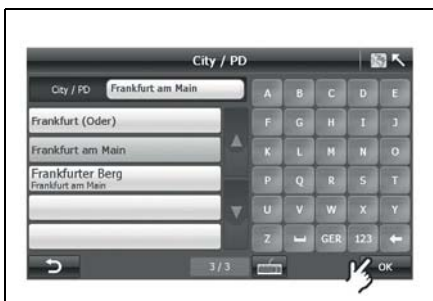 City / PD
City / PD Frankfurt am Main
Frankfurt (Oder)
Frankfurt am Main
Frankfurter Berg
Frankfurt am Main
A B C D E
F G H I J
K L M N O
P Q R S T
U V W X Y
Z GER 123
3 / 3
OK